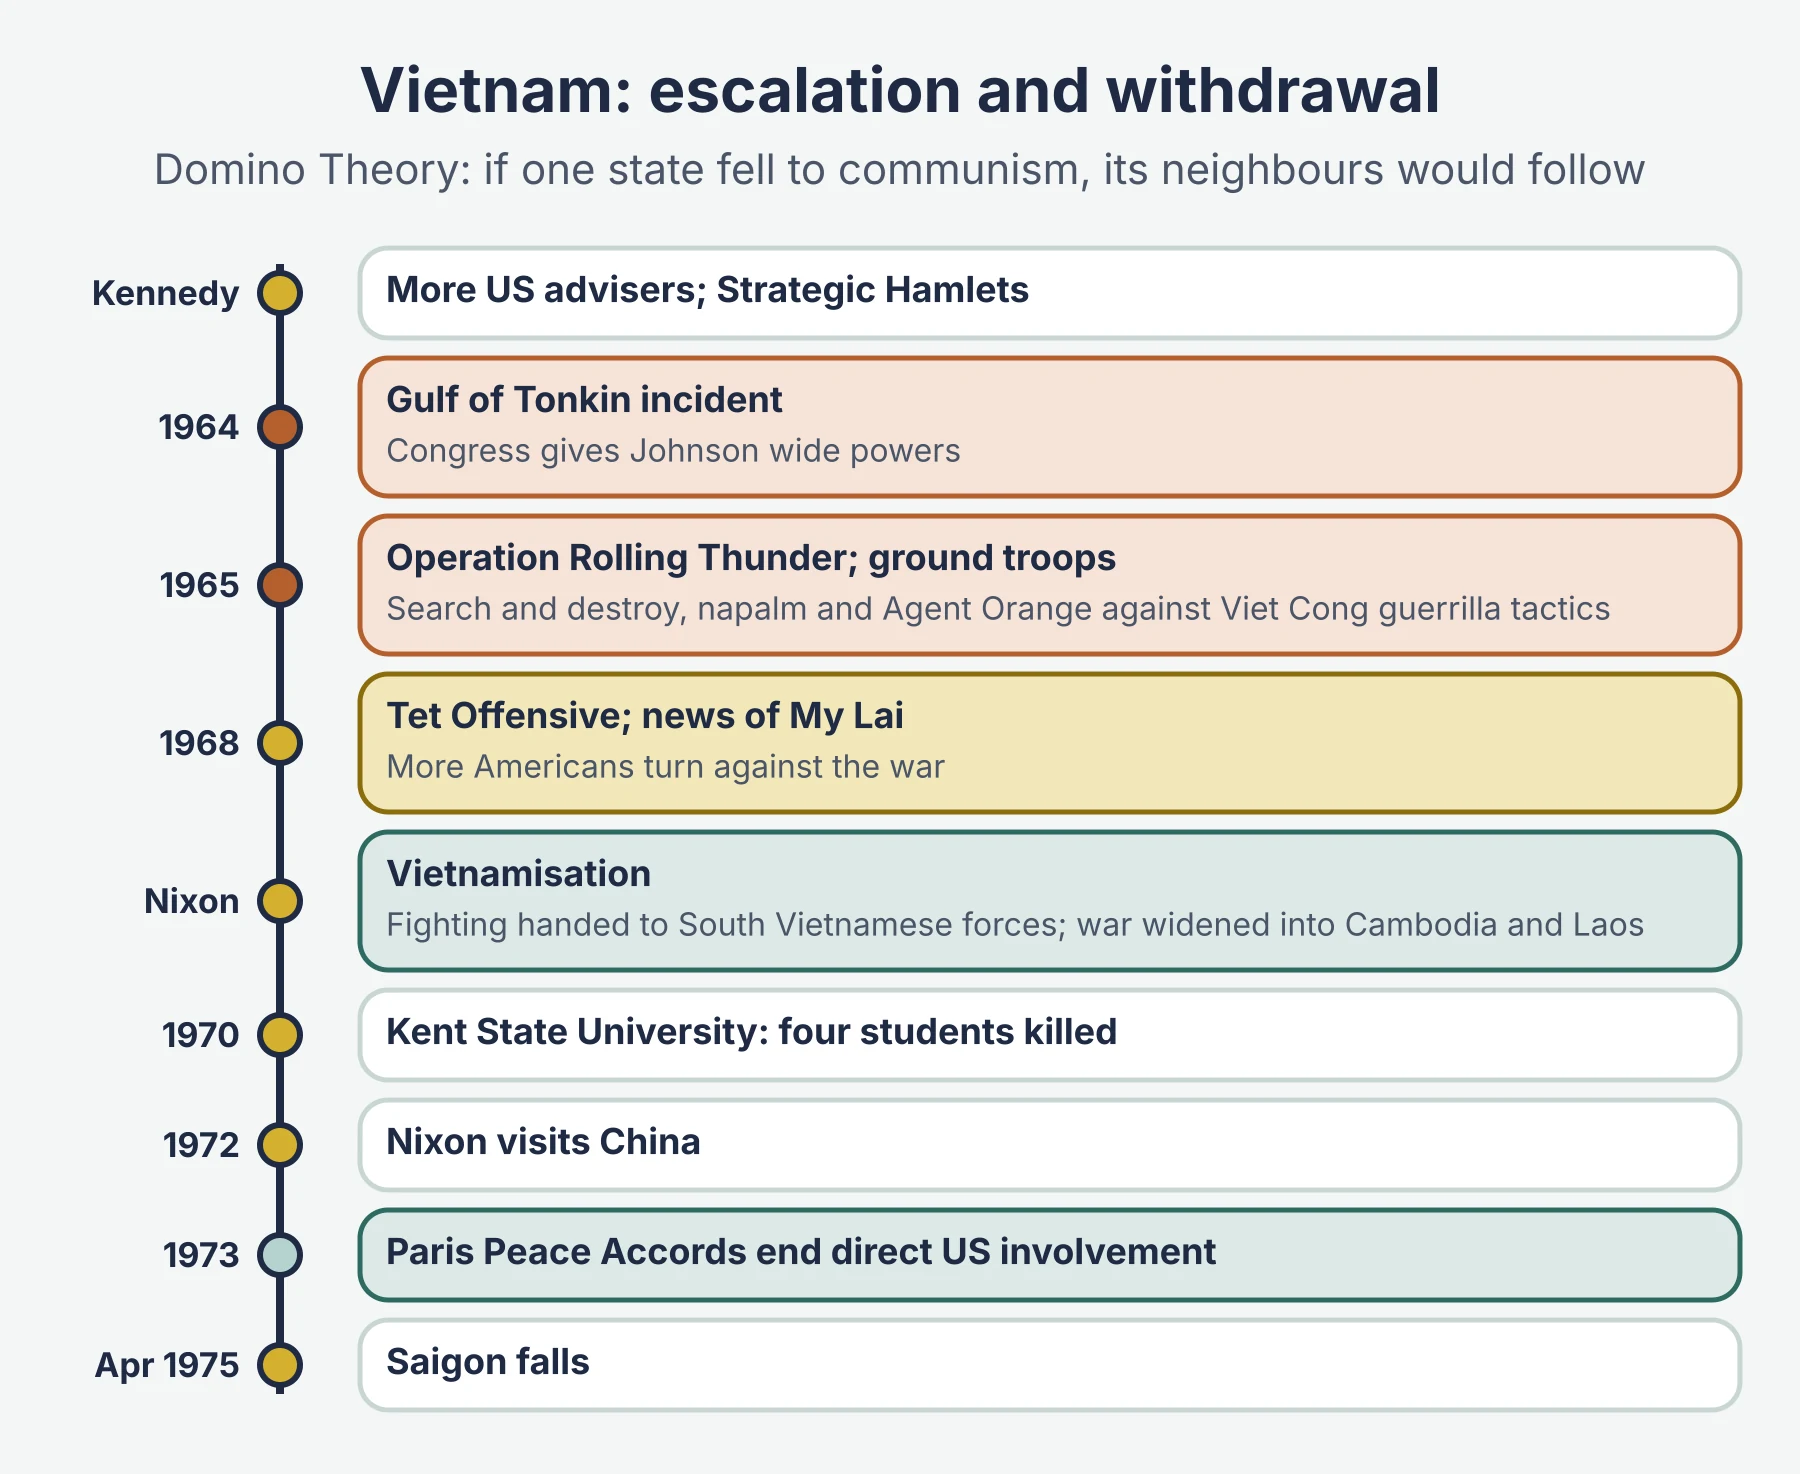 Vietnam: escalation and withdrawal
Domino Theory: if one state fell to communism, its neighbours would follow
Kennedy
More US advisers; Strategic Hamlets
1964
Gulf of Tonkin incident
Congress gives Johnson wide powers
1965
Operation Rolling Thunder; ground troops
Search and destroy, napalm and Agent Orange against Viet Cong guerrilla tactics
1968
Tet Offensive; news of My Lai
More Americans turn against the war
Nixon
Vietnamisation
Fighting handed to South Vietnamese forces; war widened into Cambodia and Laos
1970
Kent State University: four students killed
1972
Nixon visits China
1973
Paris Peace Accords end direct US involvement
Apr 1975
Saigon falls